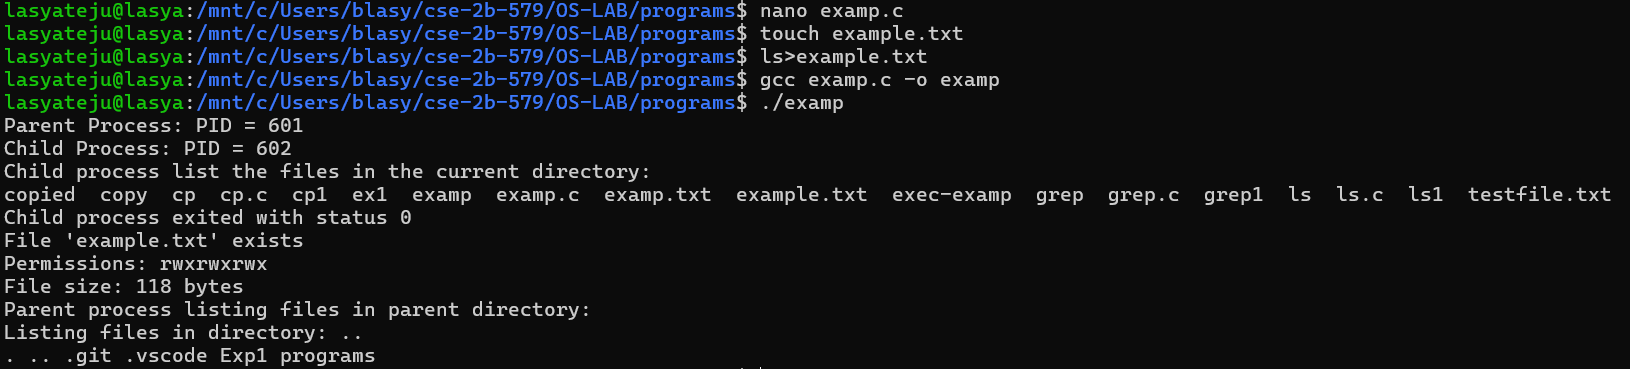 lasyateju@lasya:/mnt/c/Users/blasy/cse-2b-579/OS-LAB/programs$ nano examp.c
lasyateju@lasya:/mnt/c/Users/blasy/cse-2b-579/OS-LAB/programs$ touch example.txt
lasyateju@lasya:/mnt/c/Users/blasy/cse-2b-579/OS-LAB/programs$ ls>example.txt
lasyateju@lasya:/mnt/c/Users/blasy/cse-2b-579/OS-LAB/programs$ gcc examp.c -o examp
lasyateju@lasya:/mnt/c/Users/blasy/cse-2b-579/OS-LAB/programs$ ./examp
Parent Process: PID = 601
Child Process: PID = 602
Child process list the files in the current directory:
copied  copy  cp  cp.c  cp1  ex1  examp  examp.c  examp.txt  example.txt  exec-examp  grep  grep.c  grep1  ls  ls.c  ls1  testfile.txt
Child process exited with status 0
File 'example.txt' exists
Permissions: rwxrwxrwx
File size: 118 bytes
Parent process listing files in parent directory:
Listing files in directory: ..
. .. .git .vscode Exp1 programs